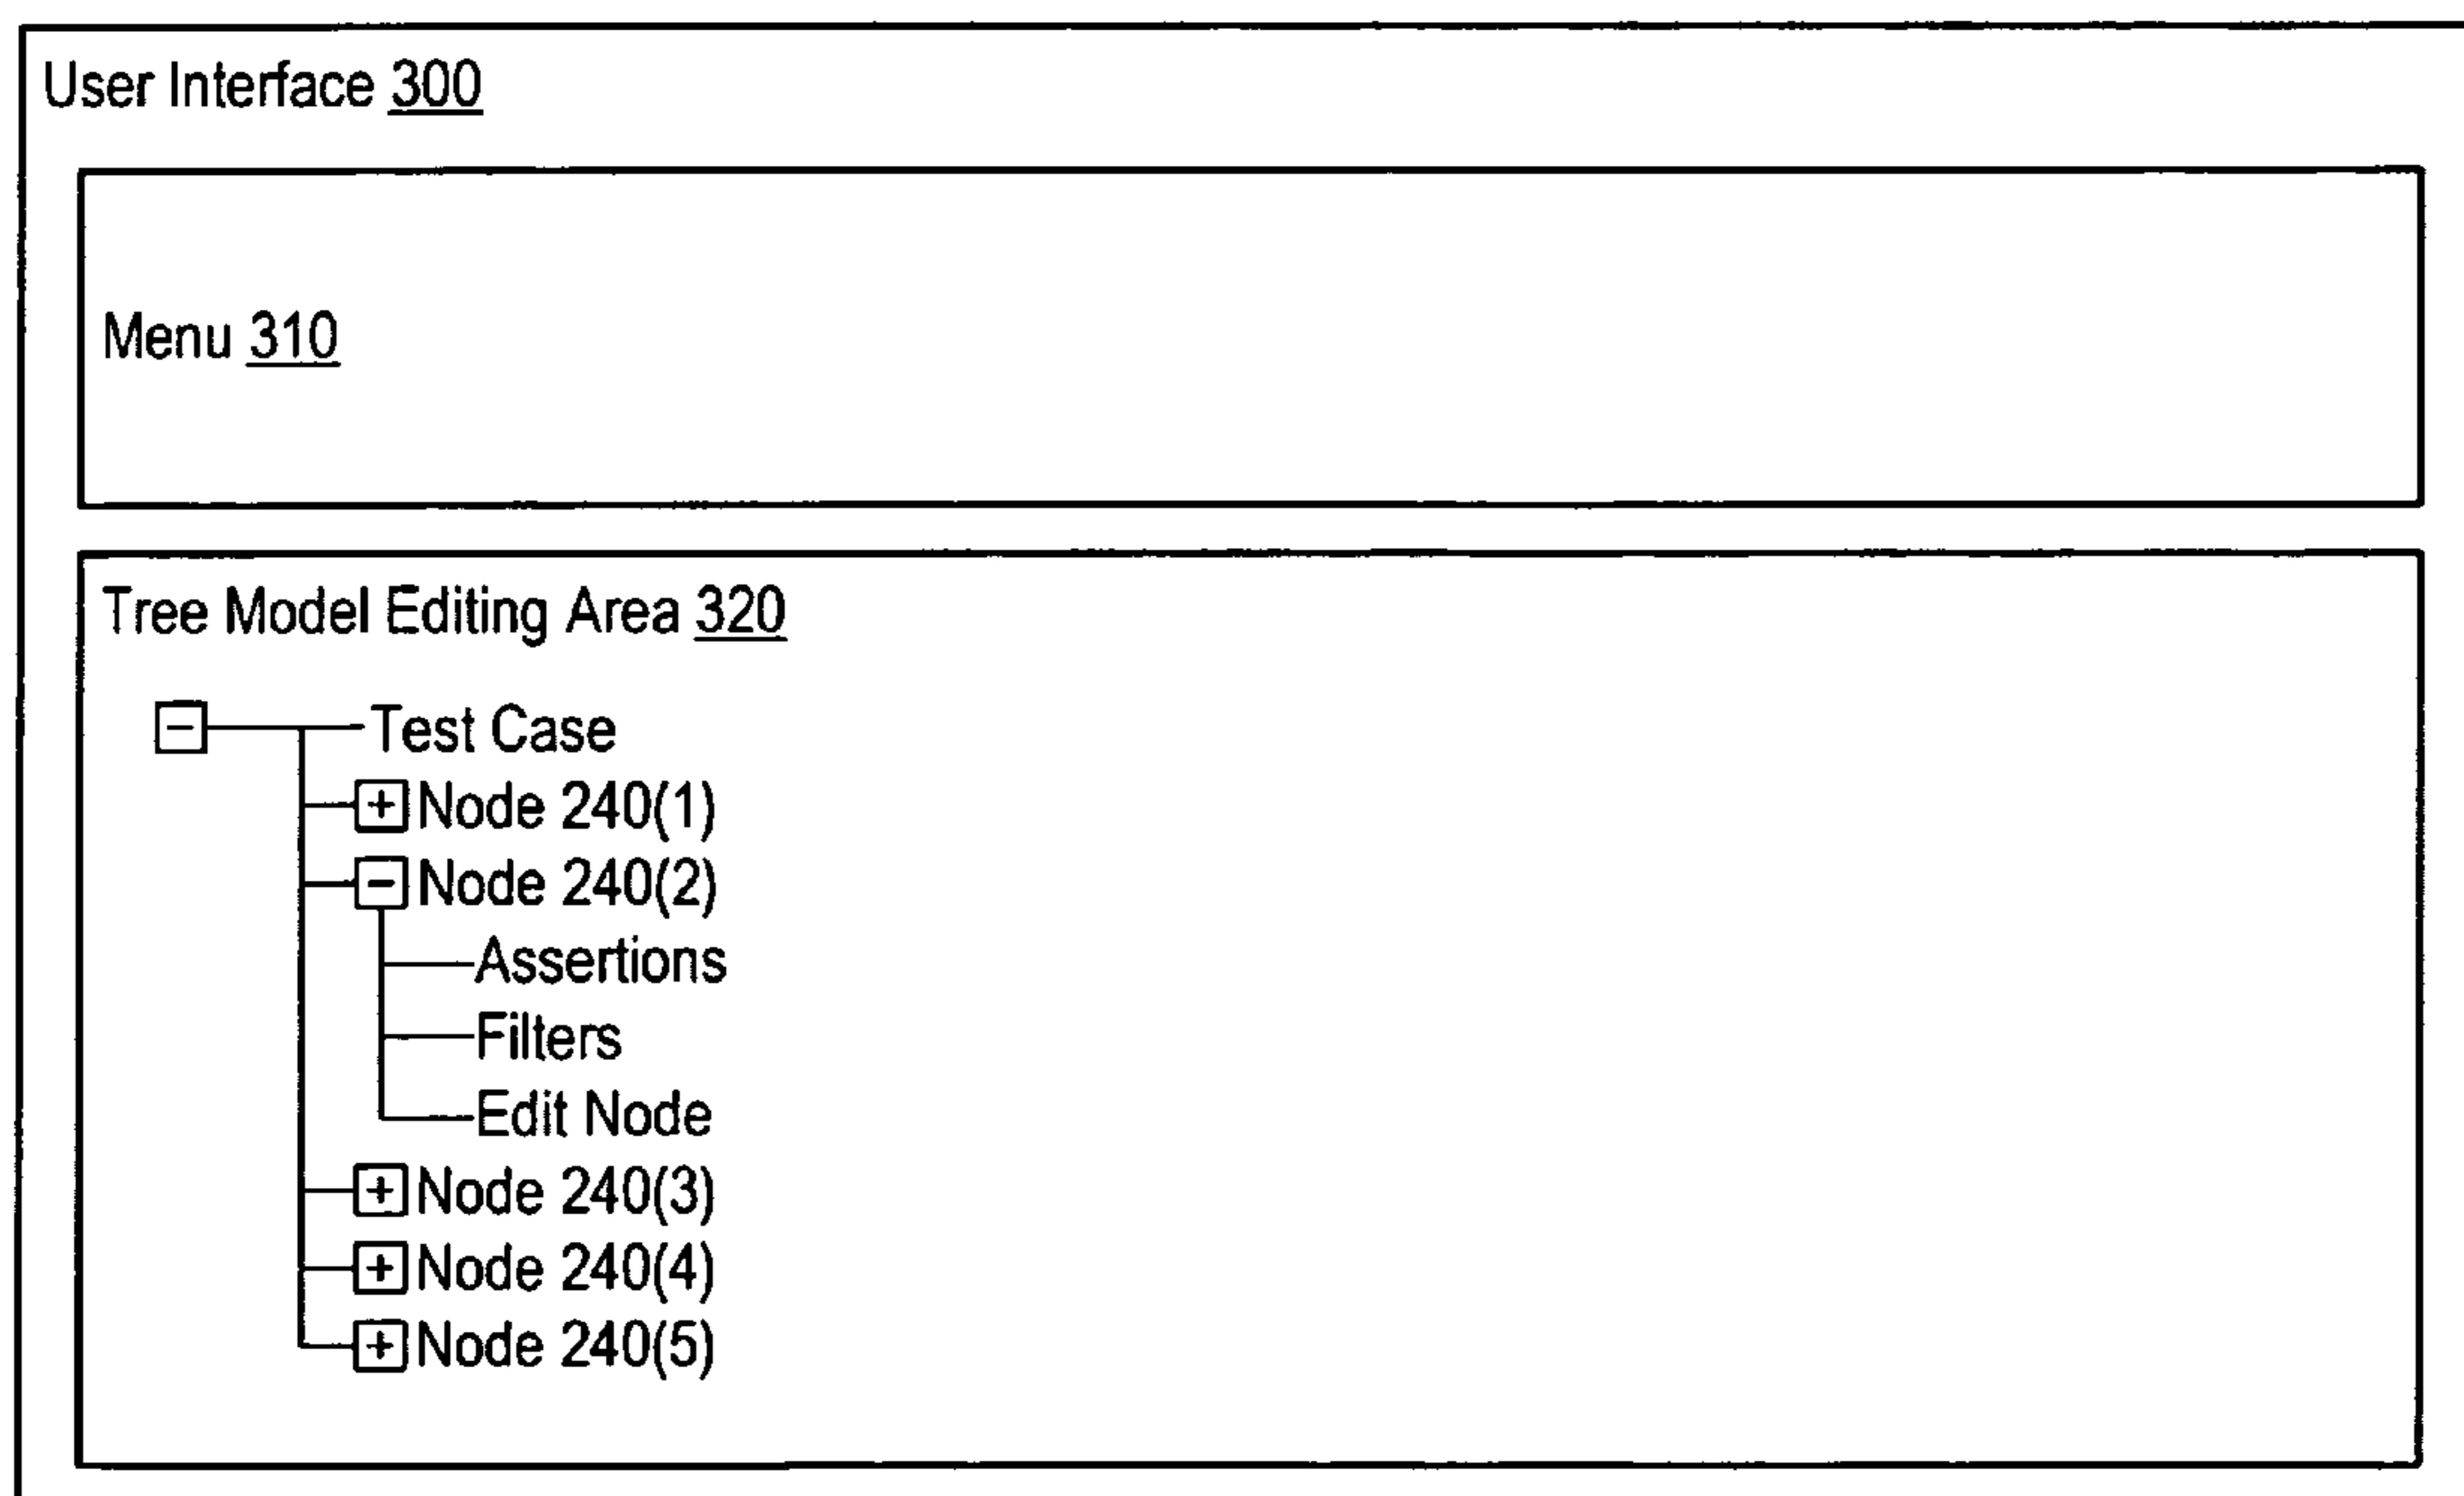 User Interface 300
Menu 310
Tree Model Editing Area 320
Test Case
Node 240(1)
Node 240(2)
Assertions
Filters
Edit Node
Node 240(3)
Node 240(4)
Node 240(5)